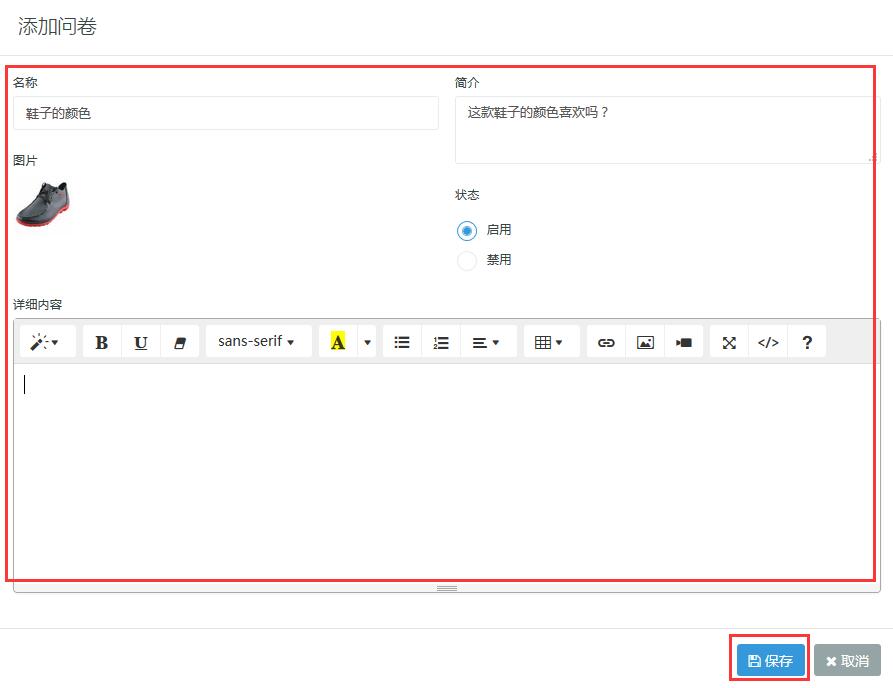 添加问卷
名称
鞋子的颜色
简介
这款鞋子的颜色喜欢吗？
图片
状态
启用
禁用
详细内容
B U sans-serif A </> ?
保存 取消